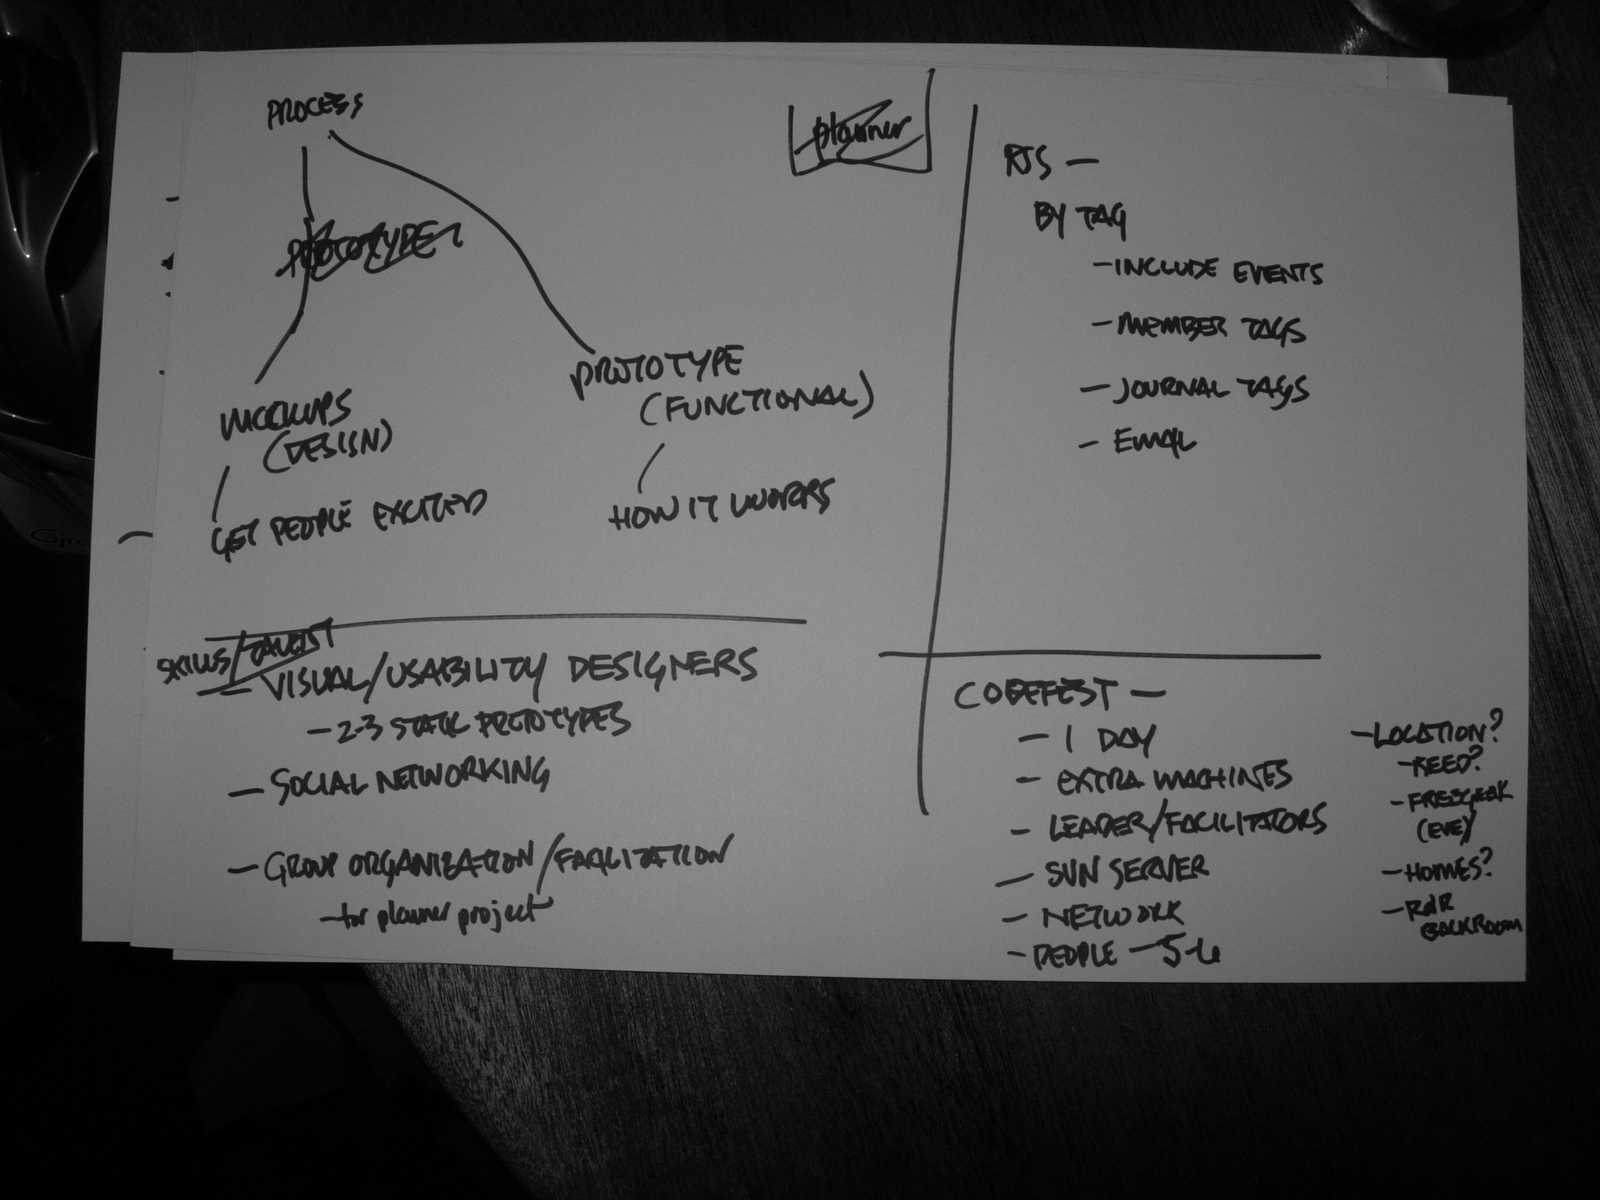 PROCESS
PROTOTYPE
MOCKUPS
(DESIGN)
GET PEOPLE EXCITED
PROTOTYPE
(FUNCTIONAL)
HOW IT WORKS
planner
BY TAG
- INCLUDE EVENTS
- MEMBER TAGS
- JOURNAL TAGS
- EMAIL
SKILLS/TALENT
- VISUAL/USABILITY DESIGNERS
- 2-3 STATIC PROTOTYPES
- SOCIAL NETWORKING
- GROUP ORGANIZATION/FACILITATION
- for planner project
CODEFEST -
- 1 DAY
- EXTRA MACHINES
- LEADER/FACILITATORS
- SUN SERVER
- NETWORK
- PEOPLE - 5-6
- LOCATION?
- REED?
- FREEGEEK
(EVE)
- HOMES?
- RDR
BACKROOM